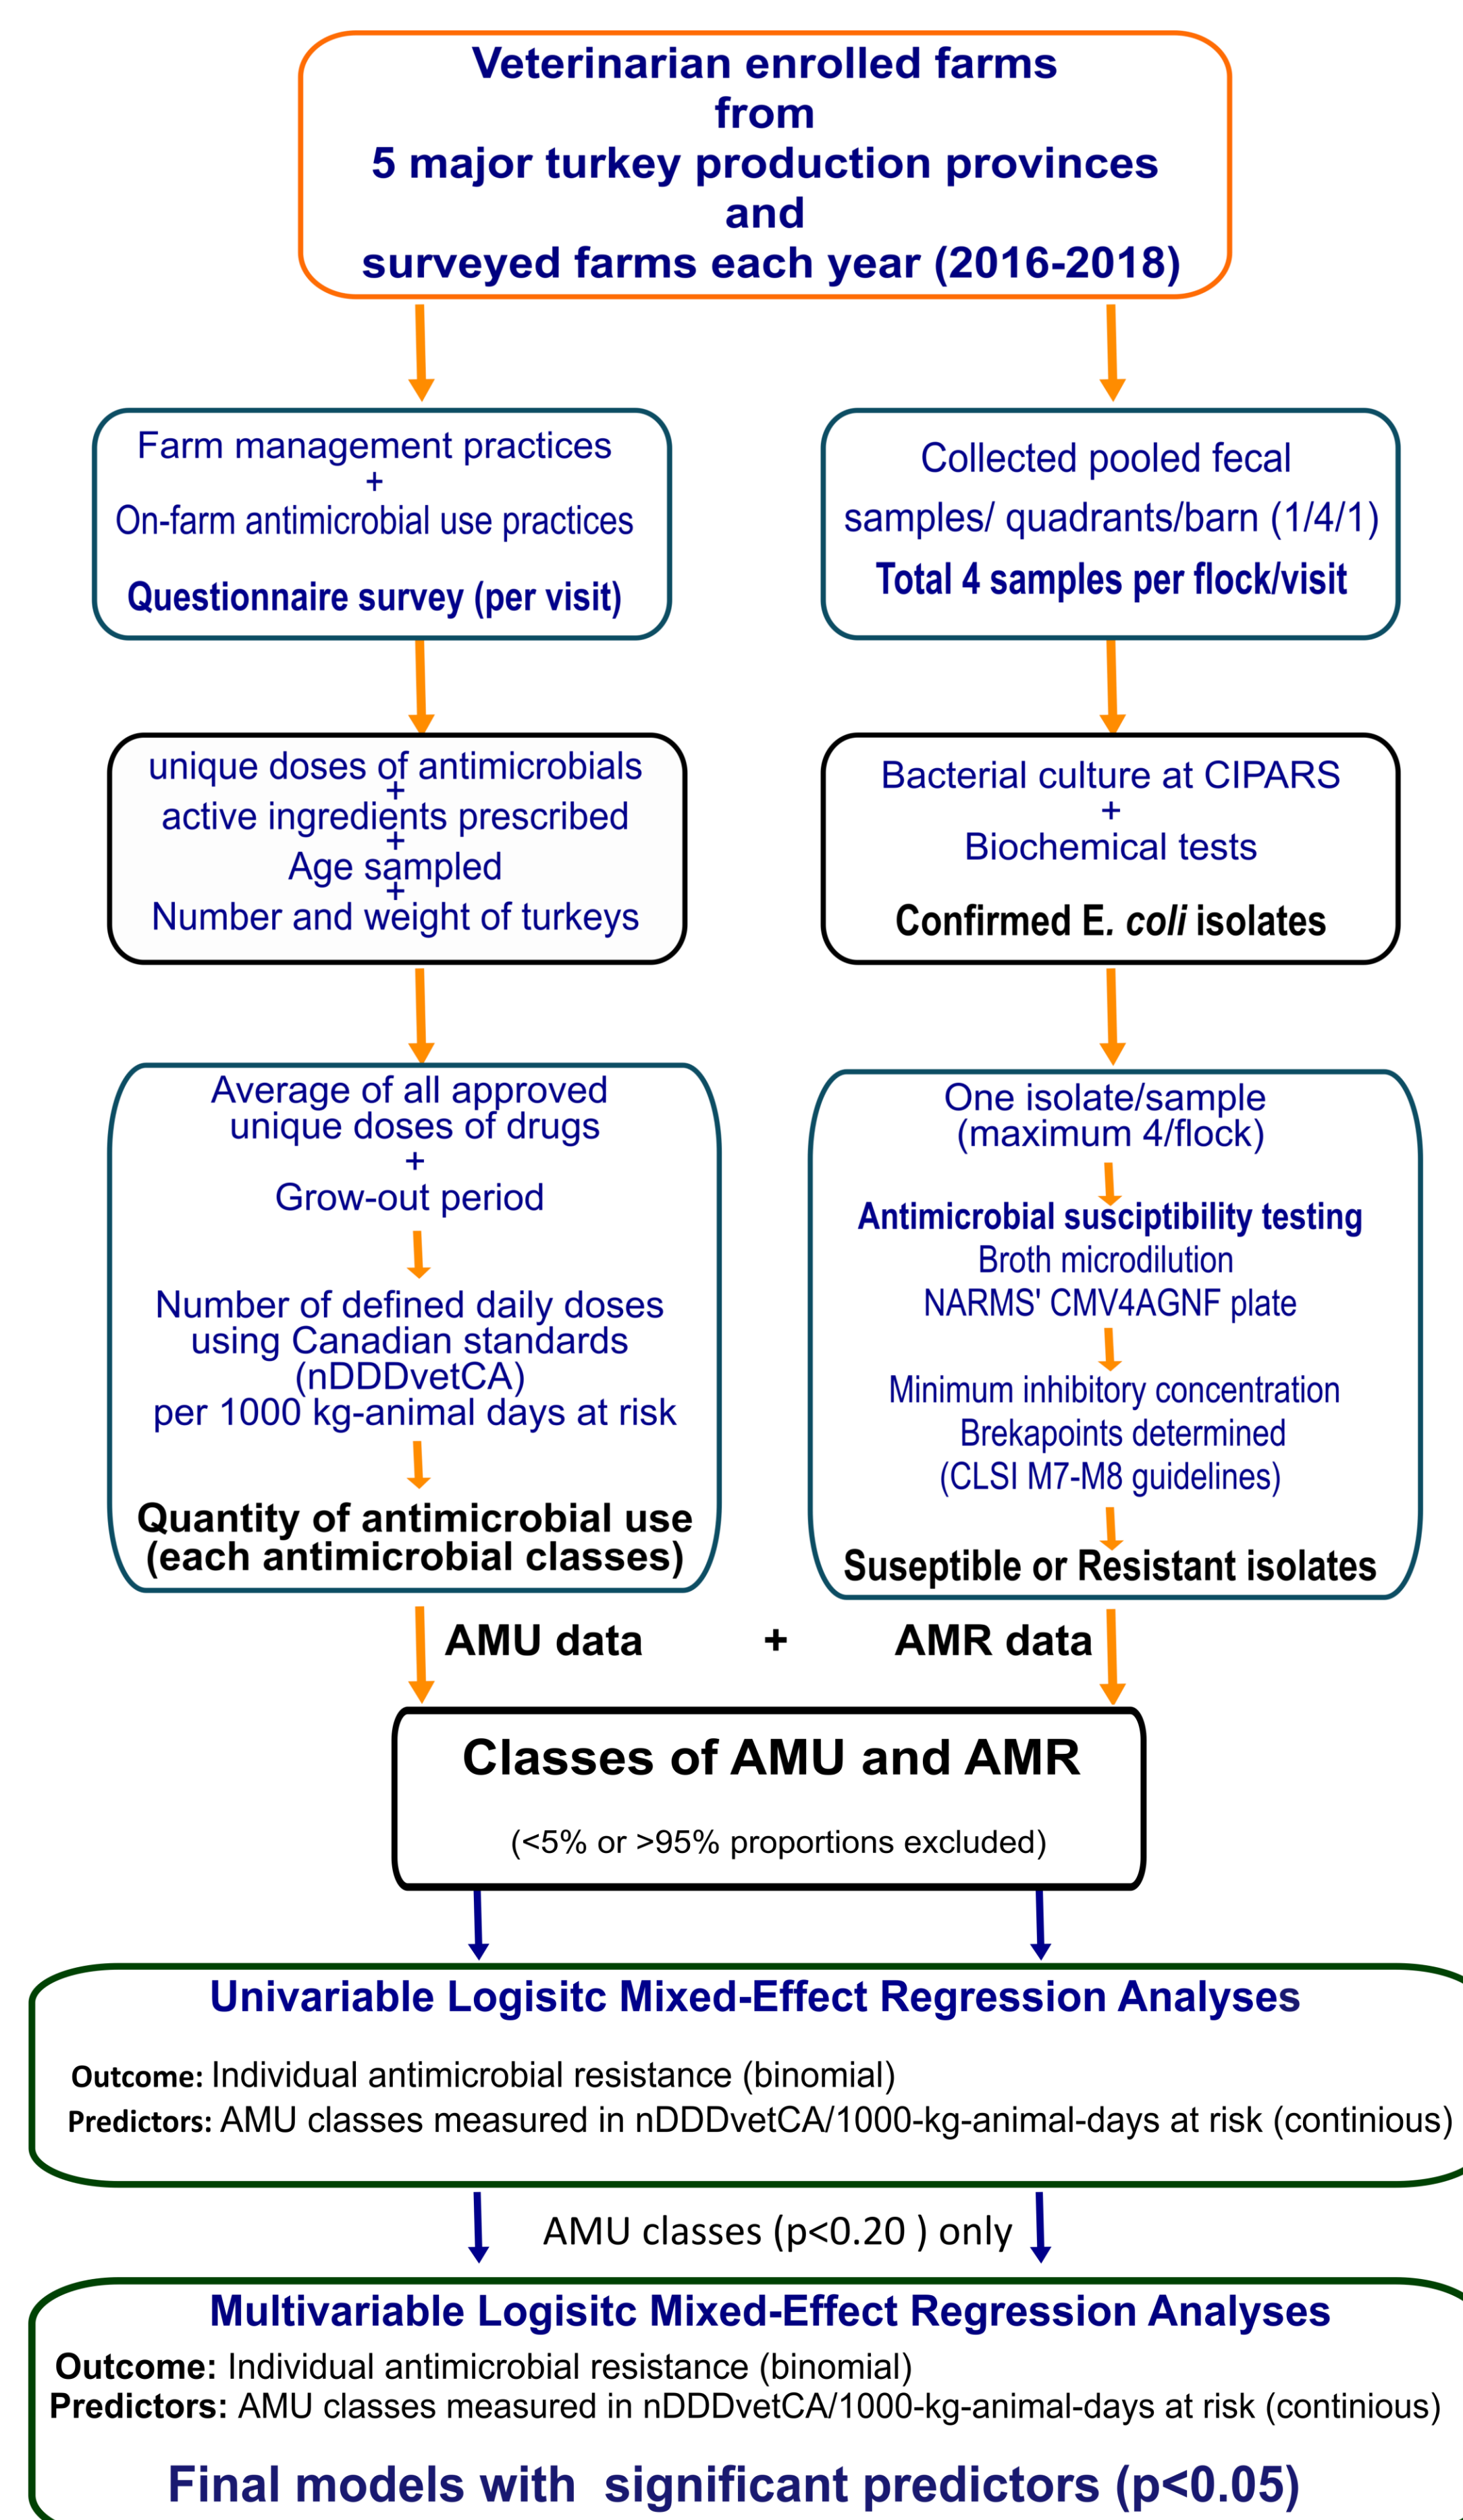 Veterinarian enrolled farms
from
5 major turkey production provinces
and
surveyed farms each year (2016-2018)
Farm management practices
+
On-farm antimicrobial use practices
Questionnaire survey (per visit)
Collected pooled fecal
samples/ quadrants/barn (1/4/1)
Total 4 samples per flock/visit
unique doses of antimicrobials
+
active ingredients prescribed
+
Age sampled
+
Number and weight of turkeys
Bacterial culture at CIPARS
+
Biochemical tests
Confirmed E. coli isolates
Average of all approved
unique doses of drugs
+
Grow-out period
Number of defined daily doses
using Canadian standards
(nDDDvetCA)
per 1000 kg-animal days at risk
Quantity of antimicrobial use
(each antimicrobial classes)
One isolate/sample
(maximum 4/flock)
Antimicrobial susciptibility testing
Broth microdilution
NARMS' CMV4AGNF plate
Minimum inhibitory concentration
Brekapoints determined
(CLSI M7-M8 guidelines)
Suseptible or Resistant isolates
AMU data + AMR data
Classes of AMU and AMR
(<5% or >95% proportions excluded)
Univariable Logisitc Mixed-Effect Regression Analyses
Outcome: Individual antimicrobial resistance (binomial)
Predictors: AMU classes measured in nDDDvetCA/1000-kg-animal-days at risk (continious)
AMU classes (p<0.20 ) only
Multivariable Logisitc Mixed-Effect Regression Analyses
Outcome: Individual antimicrobial resistance (binomial)
Predictors: AMU classes measured in nDDDvetCA/1000-kg-animal-days at risk (continious)
Final models with significant predictors (p<0.05)